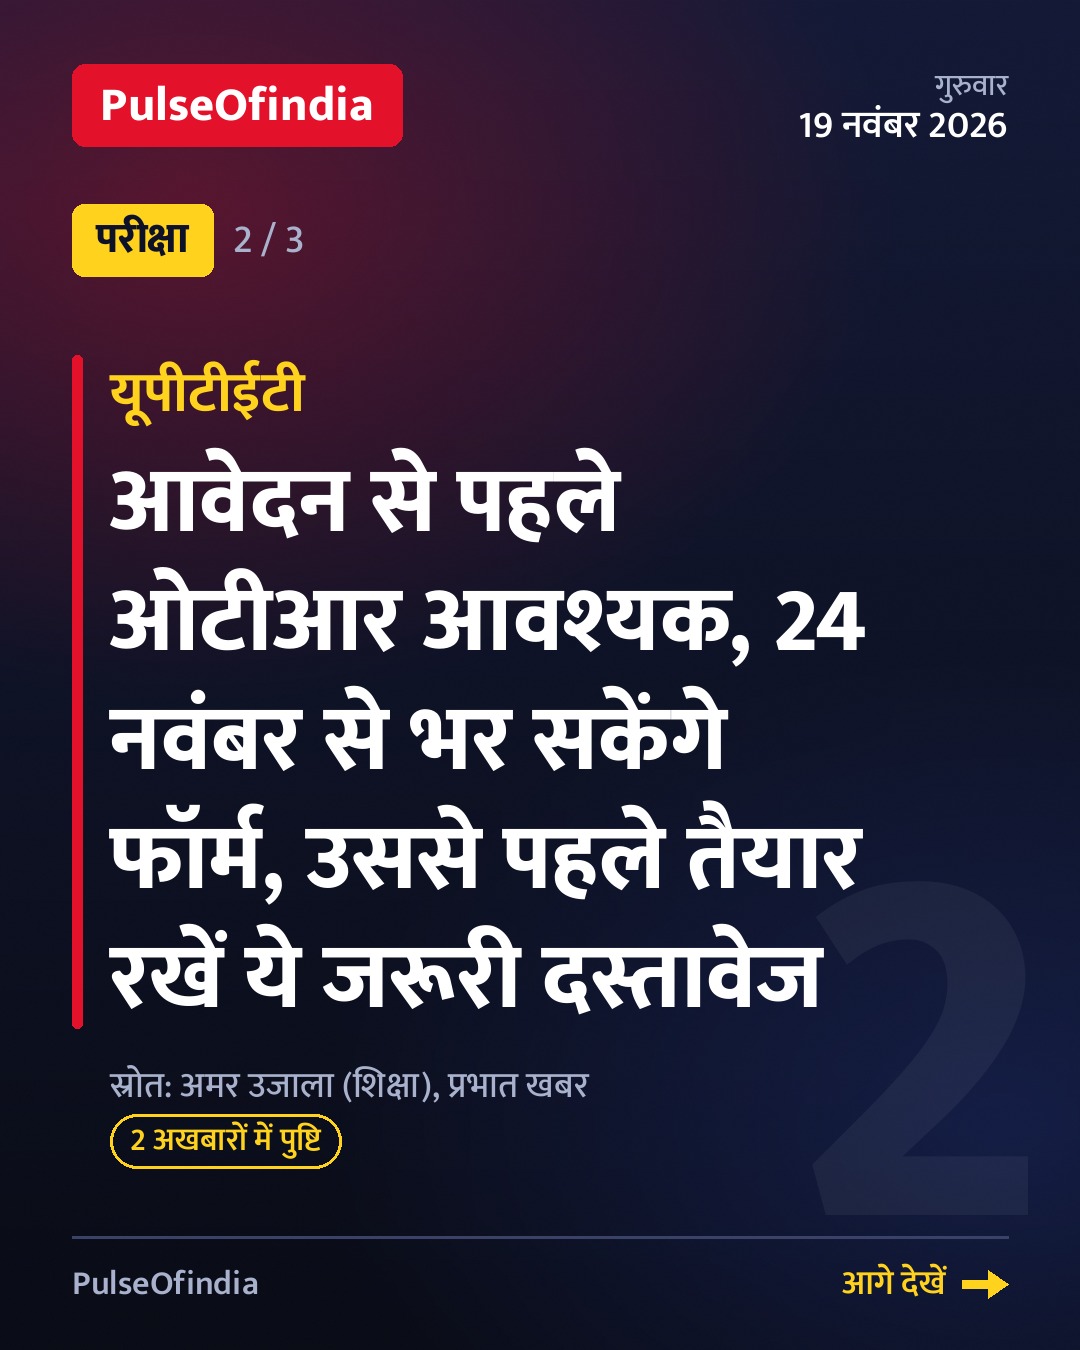 PulseOfindia
गुरुवार
19 नवंबर 2026
परीक्षा
2 / 3
यूपीटीईटी
आवेदन से पहले
ओटीआर आवश्यक, 24
नवंबर से भर सकेंगे
फॉर्म, उससे पहले तैयार
रखें ये जरूरी दस्तावेज
2
स्रोत: अमर उजाला (शिक्षा), प्रभात खबर
2 अखबारों में पुष्टि
PulseOfindia
आगे देखें